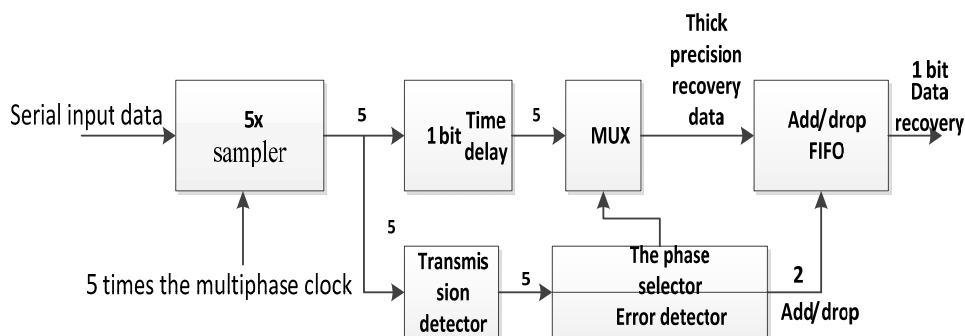 Serial input data
5x
sampler
5 times the multiphase clock
5
5
1 bit Time
delay
5
MUX
Thick
precision
recovery
data
Add/drop
FIFO
1 bit
Data
recovery
Transmis
sion
detector
5
The phase
selector
Error detector
2
Add/drop